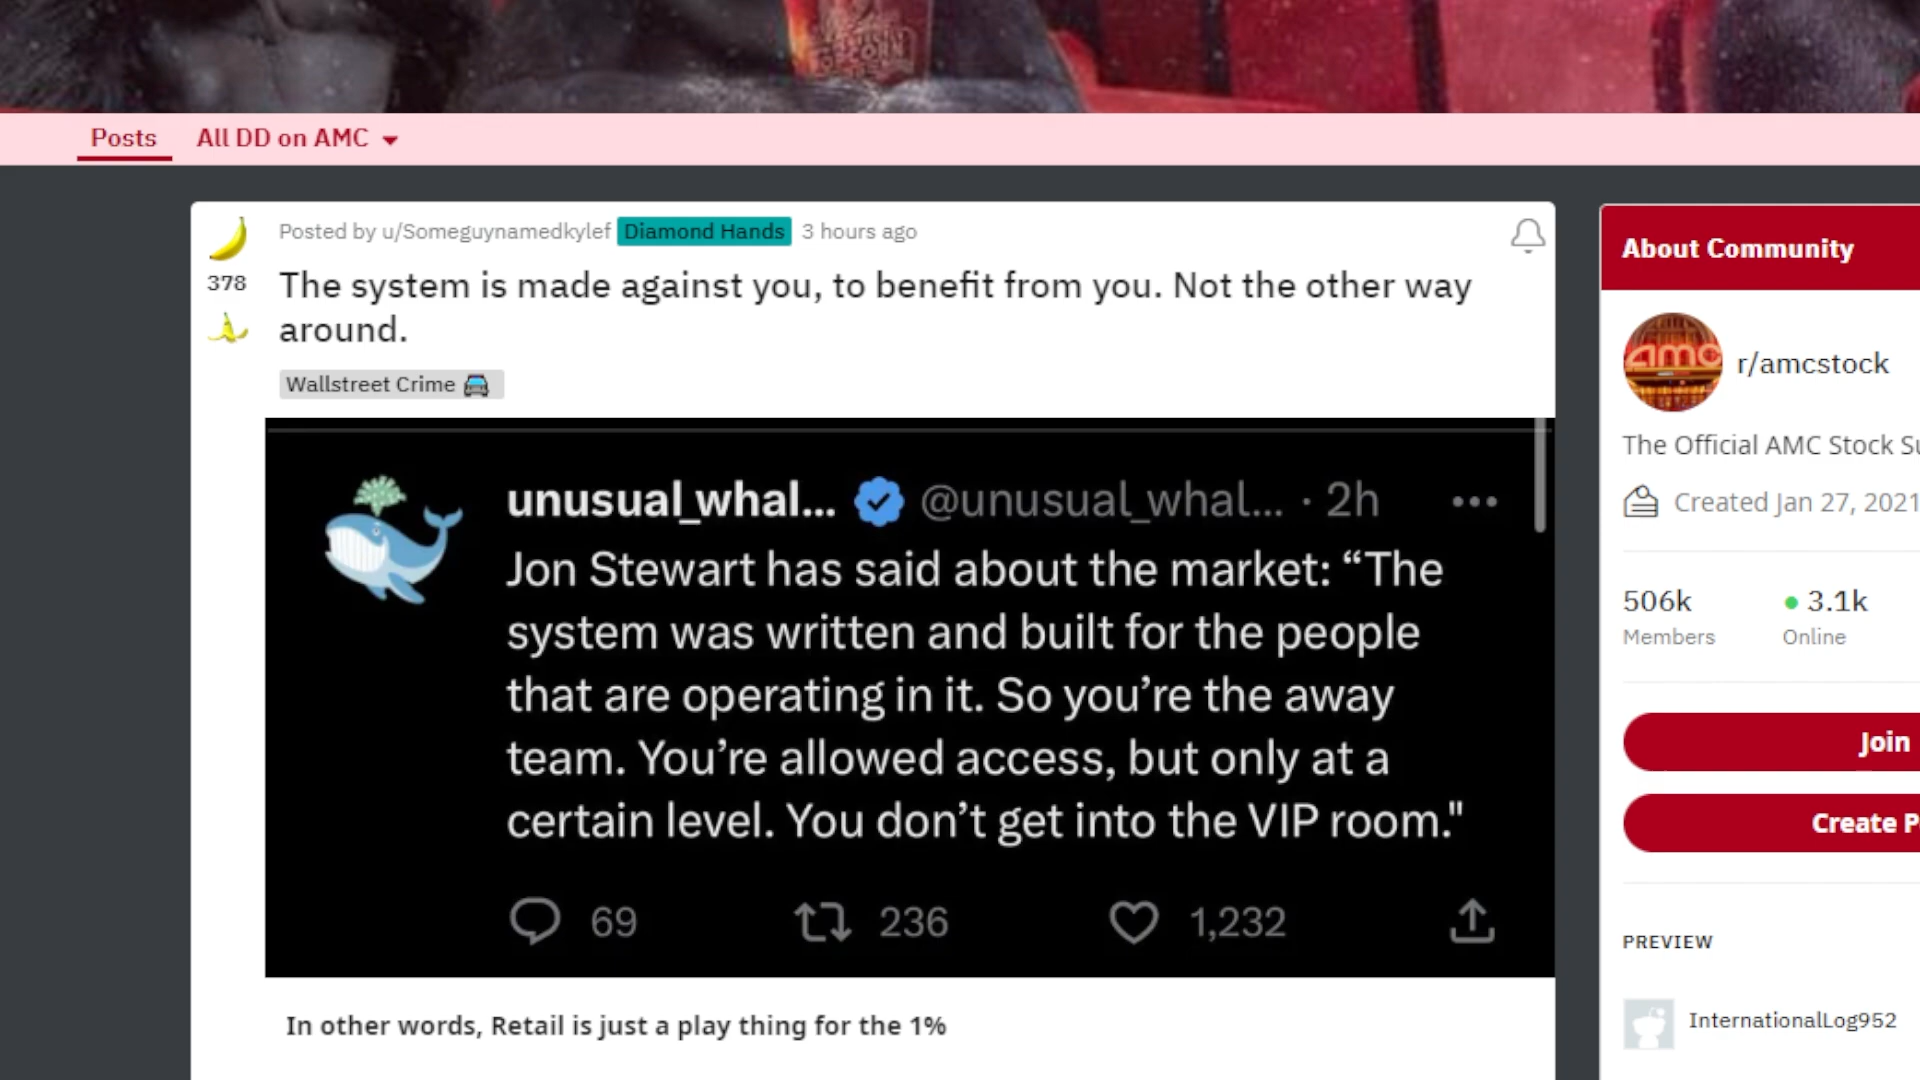 Posts All DD on AMC
Posted by u/Someguynamedkylef Diamond Hands 3 hours ago
378
The system is made against you, to benefit from you. Not the other way
around.
Wallstreet Crime
unusual_whal... @unusual_whal... · 2h
Jon Stewart has said about the market: “The
system was written and built for the people
that are operating in it. So you’re the away
team. You’re allowed access, but only at a
certain level. You don’t get into the VIP room."
69 236 1,232
In other words, Retail is just a play thing for the 1%
About Community
amc
r/amcstock
The Official AMC Stock Su
Created Jan 27, 2021
506k 3.1k
Members Online
Join
Create P
PREVIEW
InternationalLog952